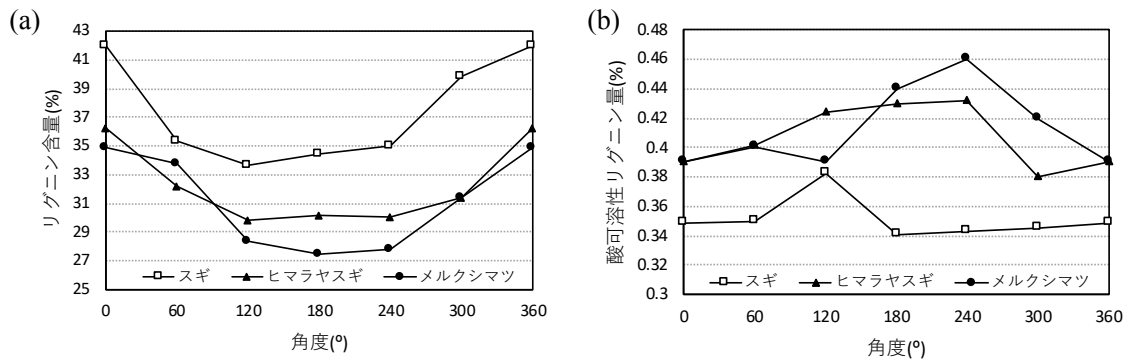 (a)
リグニン含量(%)
43
41
39
37
35
33
31
29
27
25
スギ ヒマラヤスギ メルクシマツ
0 60 120 180 240 300 360
角度(º)
(b)
酸可溶性リグニン量(%)
0.48
0.46
0.44
0.42
0.4
0.38
0.36
0.34
0.32
0.3
スギ ヒマラヤスギ メルクシマツ
0 60 120 180 240 300 360
角度(º)